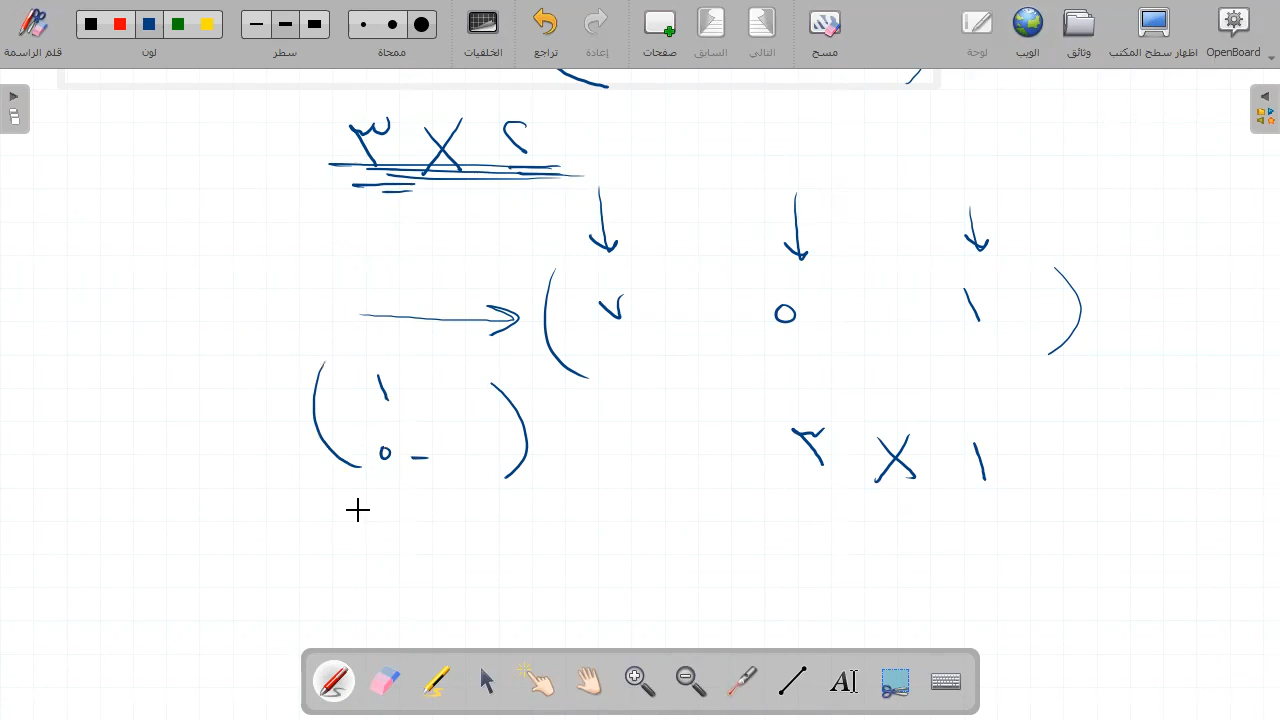 OpenBoard اظهار سطح المكتب وثائق الويب لوحة مسح التالي السابق صفحات إعادة تراجع الخلفيات ممحاة سطر لون قلم الراسمة
٢ × ٣
( ١ ٥ ٧ )
( ١
-٥ )
١ × ٣
AI